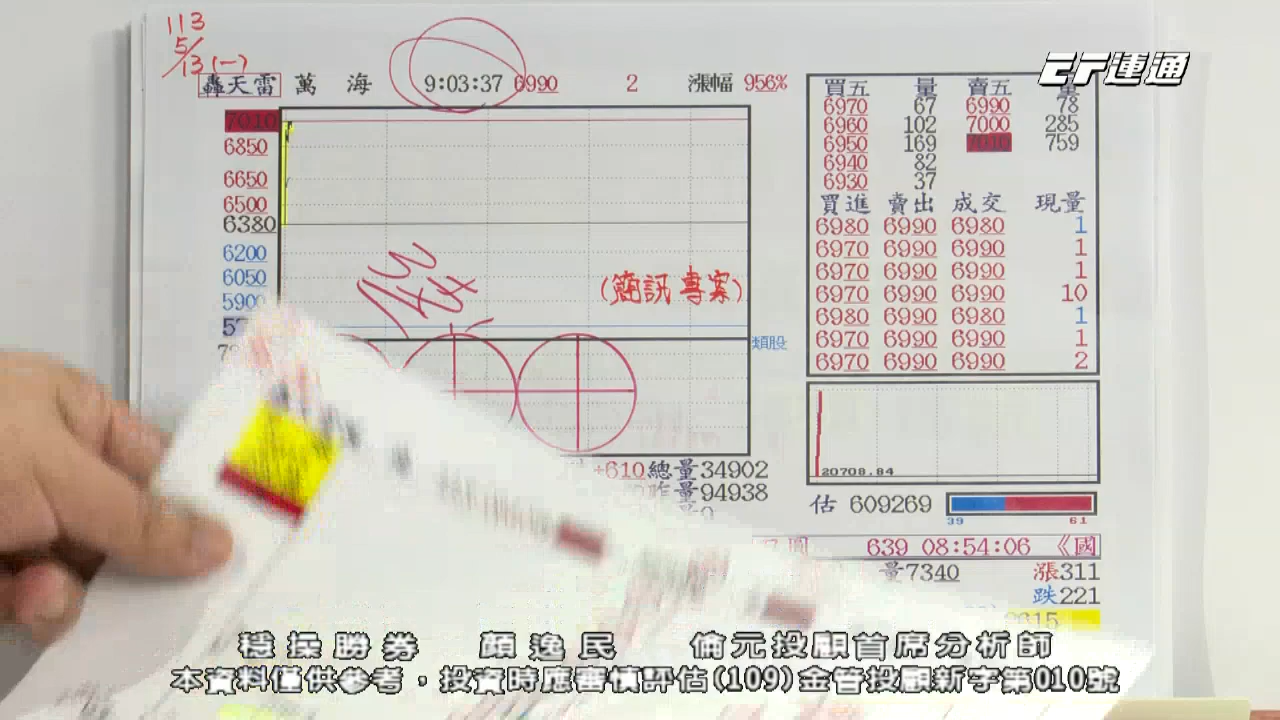 113
5/13(一)
EF運通
轟天雷 萬 海 9:03:37 6990 2 漲幅 956%
7010
6850
6650
6500
6380
6200
6050
5900
(簡訊專案)
類股
買五 量 賣五
6970 67 6990 78
6960 102 7000 285
6950 169 7010 759
6940 82
6930 37
買進 賣出 成交 現量
6980 6990 6980 1
6970 6990 6990 1
6970 6990 6990 1
6970 6990 6990 10
6980 6990 6980 1
6970 6990 6990 1
6970 6990 6990 2
20708.84
+610 總量34902
昨量94938
估 609269
39 61
639 08:54:06 《國
量7340 漲311
跌221
穩操勝券 顏逸民 倫元投顧首席分析師
本資料僅供參考，投資時應審慎評估(109)金管投顧新字第010號